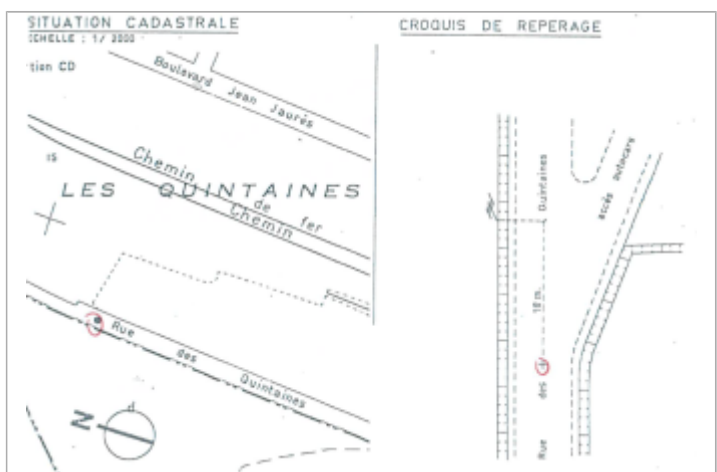 SITUATION CADASTRALE
ECHELLE : 1/ 2000
tion CD
Boulevard Jean Jaurès
15
Chemin
de fer
LES QUINTAINES
Chemin
Rue des Quintaines
N
CROQUIS DE REPERAGE
Quintaines
accès autocars
18 m
des
Rue